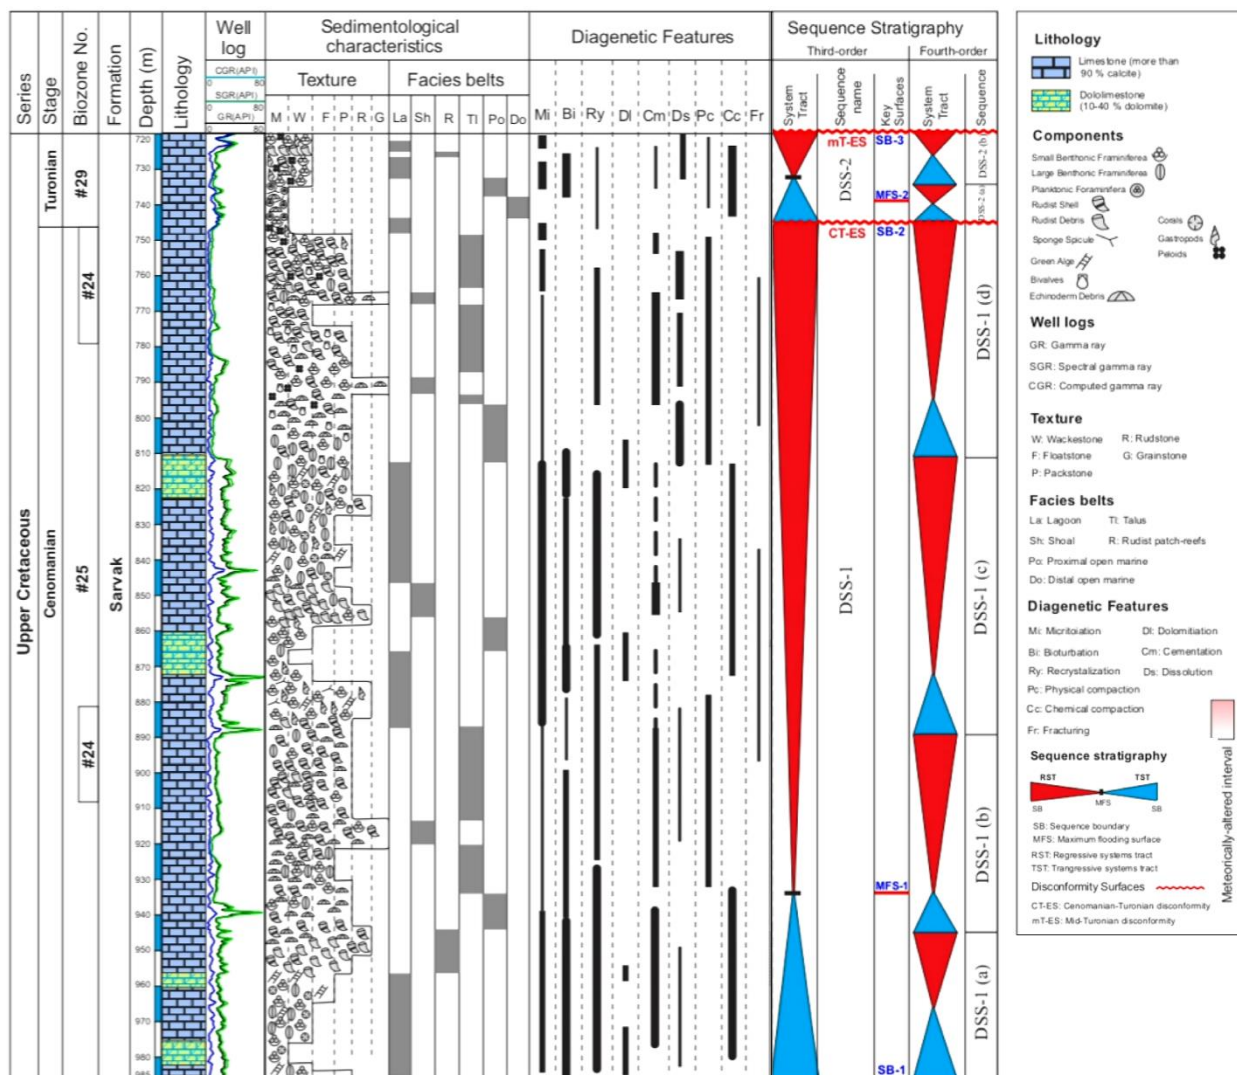 Series
Stage
Biozone No.
Formation
Depth (m)
Lithology
Well log
CGR(API)
0 80
SGR(API)
0 80
GR(API)
0 80
Sedimentological characteristics
Texture
M W F P R G
Facies belts
La Sh R Tl Po Do
Diagenetic Features
Mi Bi Ry Dl Cm Ds Pc Cc Fr
Sequence Stratigraphy
Third-order
Fourth-order
System Tract
Sequence name
Key Surfaces
System Tract
Sequence
Upper Cretaceous
Turonian
Cenomanian
#29
#24
#25
#24
Sarvak
720
730
740
750
760
770
780
790
800
810
820
830
840
850
860
870
880
890
900
910
920
930
940
950
960
970
980
985
mT-ES
SB-3
DSS-2
MFS-2
CT-ES
SB-2
DSS-1
MFS-1
SB-1
DSS-2 (b)
DSS-2 (a)
DSS-1 (d)
DSS-1 (c)
DSS-1 (b)
DSS-1 (a)
Lithology
Limestone (more than
90 % calcite)
Dololimestone
(10-40 % dolomite)
Components
Small Benthonic Framiniferea
Large Benthonic Framiniferea
Planktonic Foraminifera
Rudist Shell
Rudist Debris
Corals
Sponge Spicule
Gastropods
Green Alge
Peloids
Bivalves
Echinoderm Debris
Well logs
GR: Gamma ray
SGR: Spectral gamma ray
CGR: Computed gamma ray
Texture
W: Wackestone R: Rudstone
F: Floatstone G: Grainstone
P: Packstone
Facies belts
La: Lagoon Tl: Talus
Sh: Shoal R: Rudist patch-reefs
Po: Proximal open marine
Do: Distal open marine
Diagenetic Features
Mi: Micritoiation Dl: Dolomitiation
Bi: Bioturbation Cm: Cementation
Ry: Recrystalization Ds: Dissolution
Pc: Physical compaction
Cc: Chemical compaction
Fr: Fracturing
Meteorically-altered interval
Sequence stratigraphy
RST TST
SB MFS SB
SB: Sequence boundary
MFS: Maximum flooding surface
RST: Regressive systems tract
TST: Trangressive systems tract
Disconformity Surfaces
CT-ES: Cenomanian-Turonian disconformity
mT-ES: Mid-Turonian disconformity